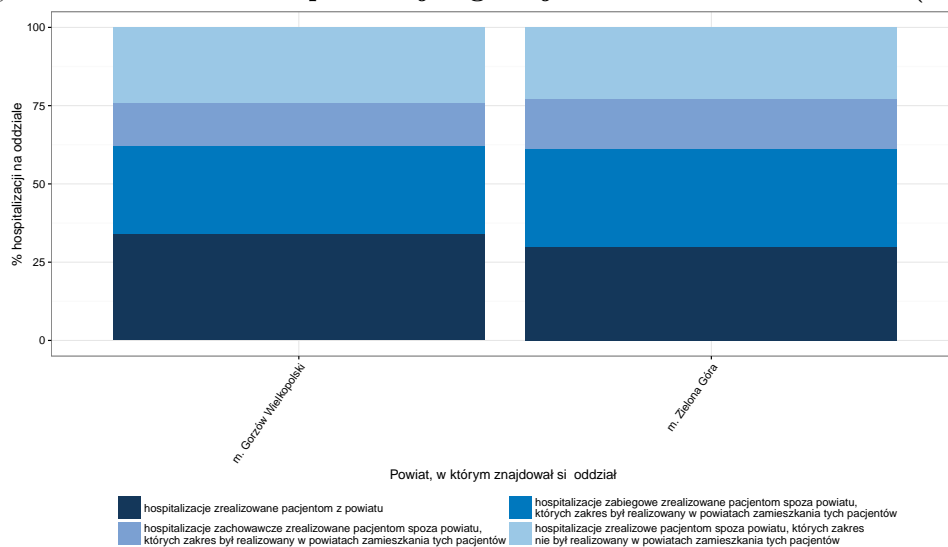 100
75
50
25
0
% hospitalizacji na oddziale
m. Gorzów Wielkopolski
m. Zielona Góra
Powiat, w którym znajdował si oddział
hospitalizacje zrealizowane pacjentom z powiatu
hospitalizacje zachowawcze zrealizowane pacjentom spoza powiatu,
których zakres był realizowany w powiatach zamieszkania tych pacjentów
hospitalizacje zabiegowe zrealizowane pacjentom spoza powiatu,
których zakres był realizowany w powiatach zamieszkania tych pacjentów
hospitalizacje zrealizowe pacjentom spoza powiatu, których zakres
nie był realizowany w powiatach zamieszkania tych pacjentów